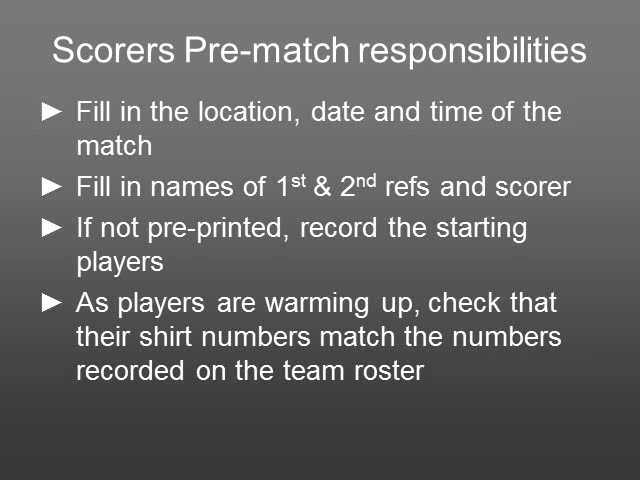 Scorers Pre-match responsibilities
► Fill in the location, date and time of the
match
► Fill in names of 1st & 2nd refs and scorer
► If not pre-printed, record the starting
players
► As players are warming up, check that
their shirt numbers match the numbers
recorded on the team roster